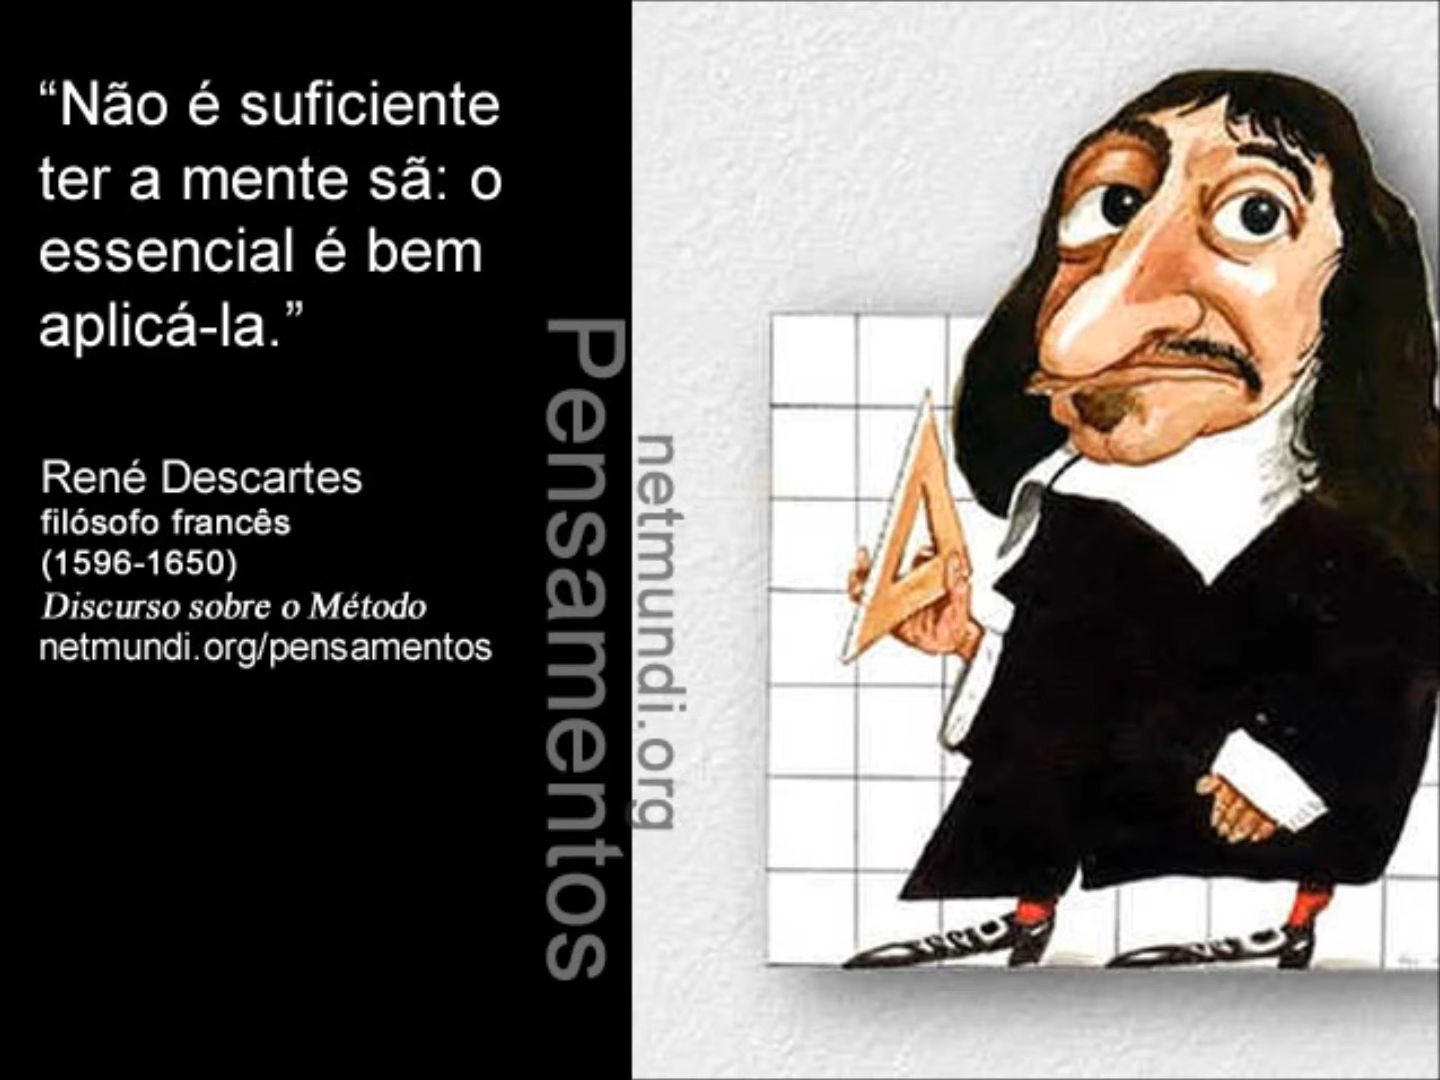 “Não é suficiente
ter a mente sã: o
essencial é bem
aplicá-la.”
René Descartes
filósofo francês
(1596-1650)
Discurso sobre o Método
netmundi.org/pensamentos
Pensamentos
netmundi.org